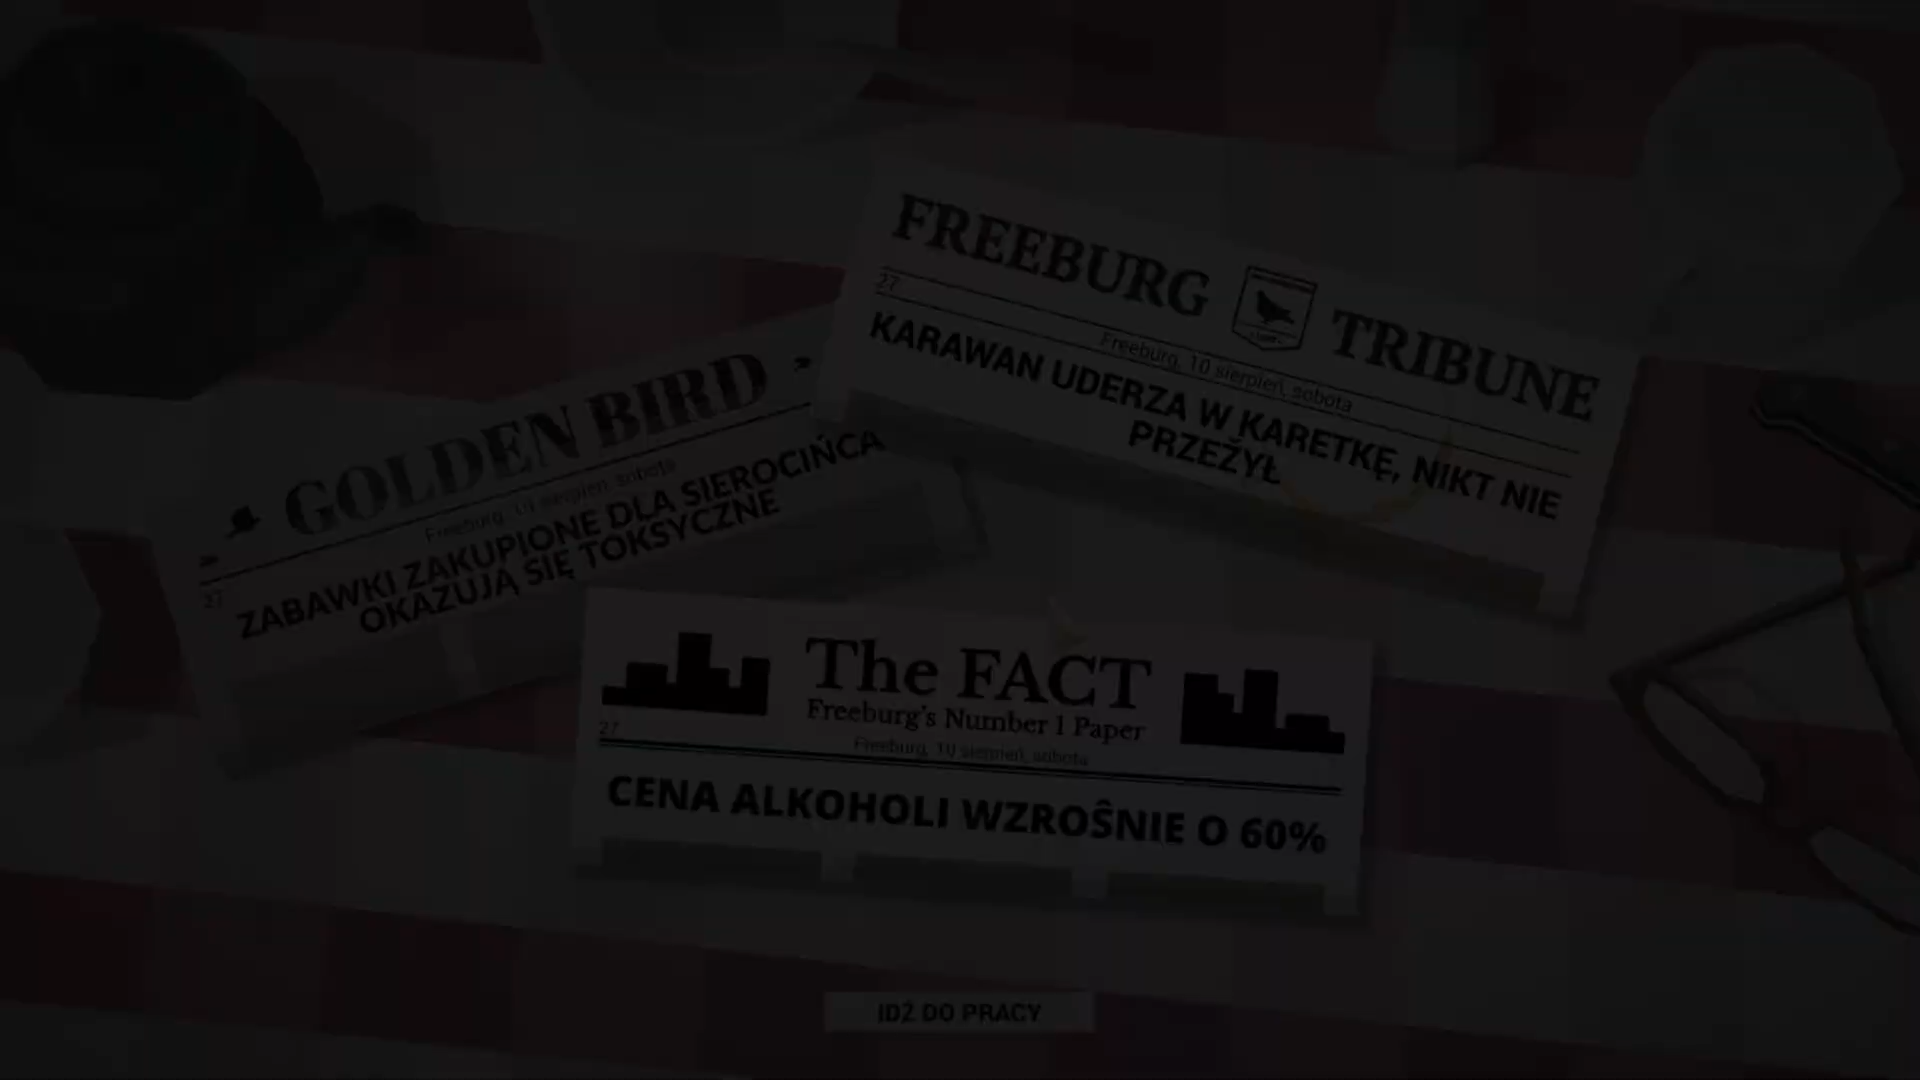 FREEBURG TRIBUNE
27
Freeburg, 10 sierpień, sobota
KARAWAN UDERZA W KARETKĘ, NIKT NIE
PRZEŻYŁ
GOLDEN BIRD
Freeburg, 10 sierpień, sobota
27
ZABAWKI ZAKUPIONE DLA SIEROCIŃCA
OKAZUJĄ SIĘ TOKSYCZNE
The FACT
Freeburg's Number 1 Paper
27
Freeburg, 10 sierpień, sobota
CENA ALKOHOLI WZROŚNIE O 60%
IDŹ DO PRACY